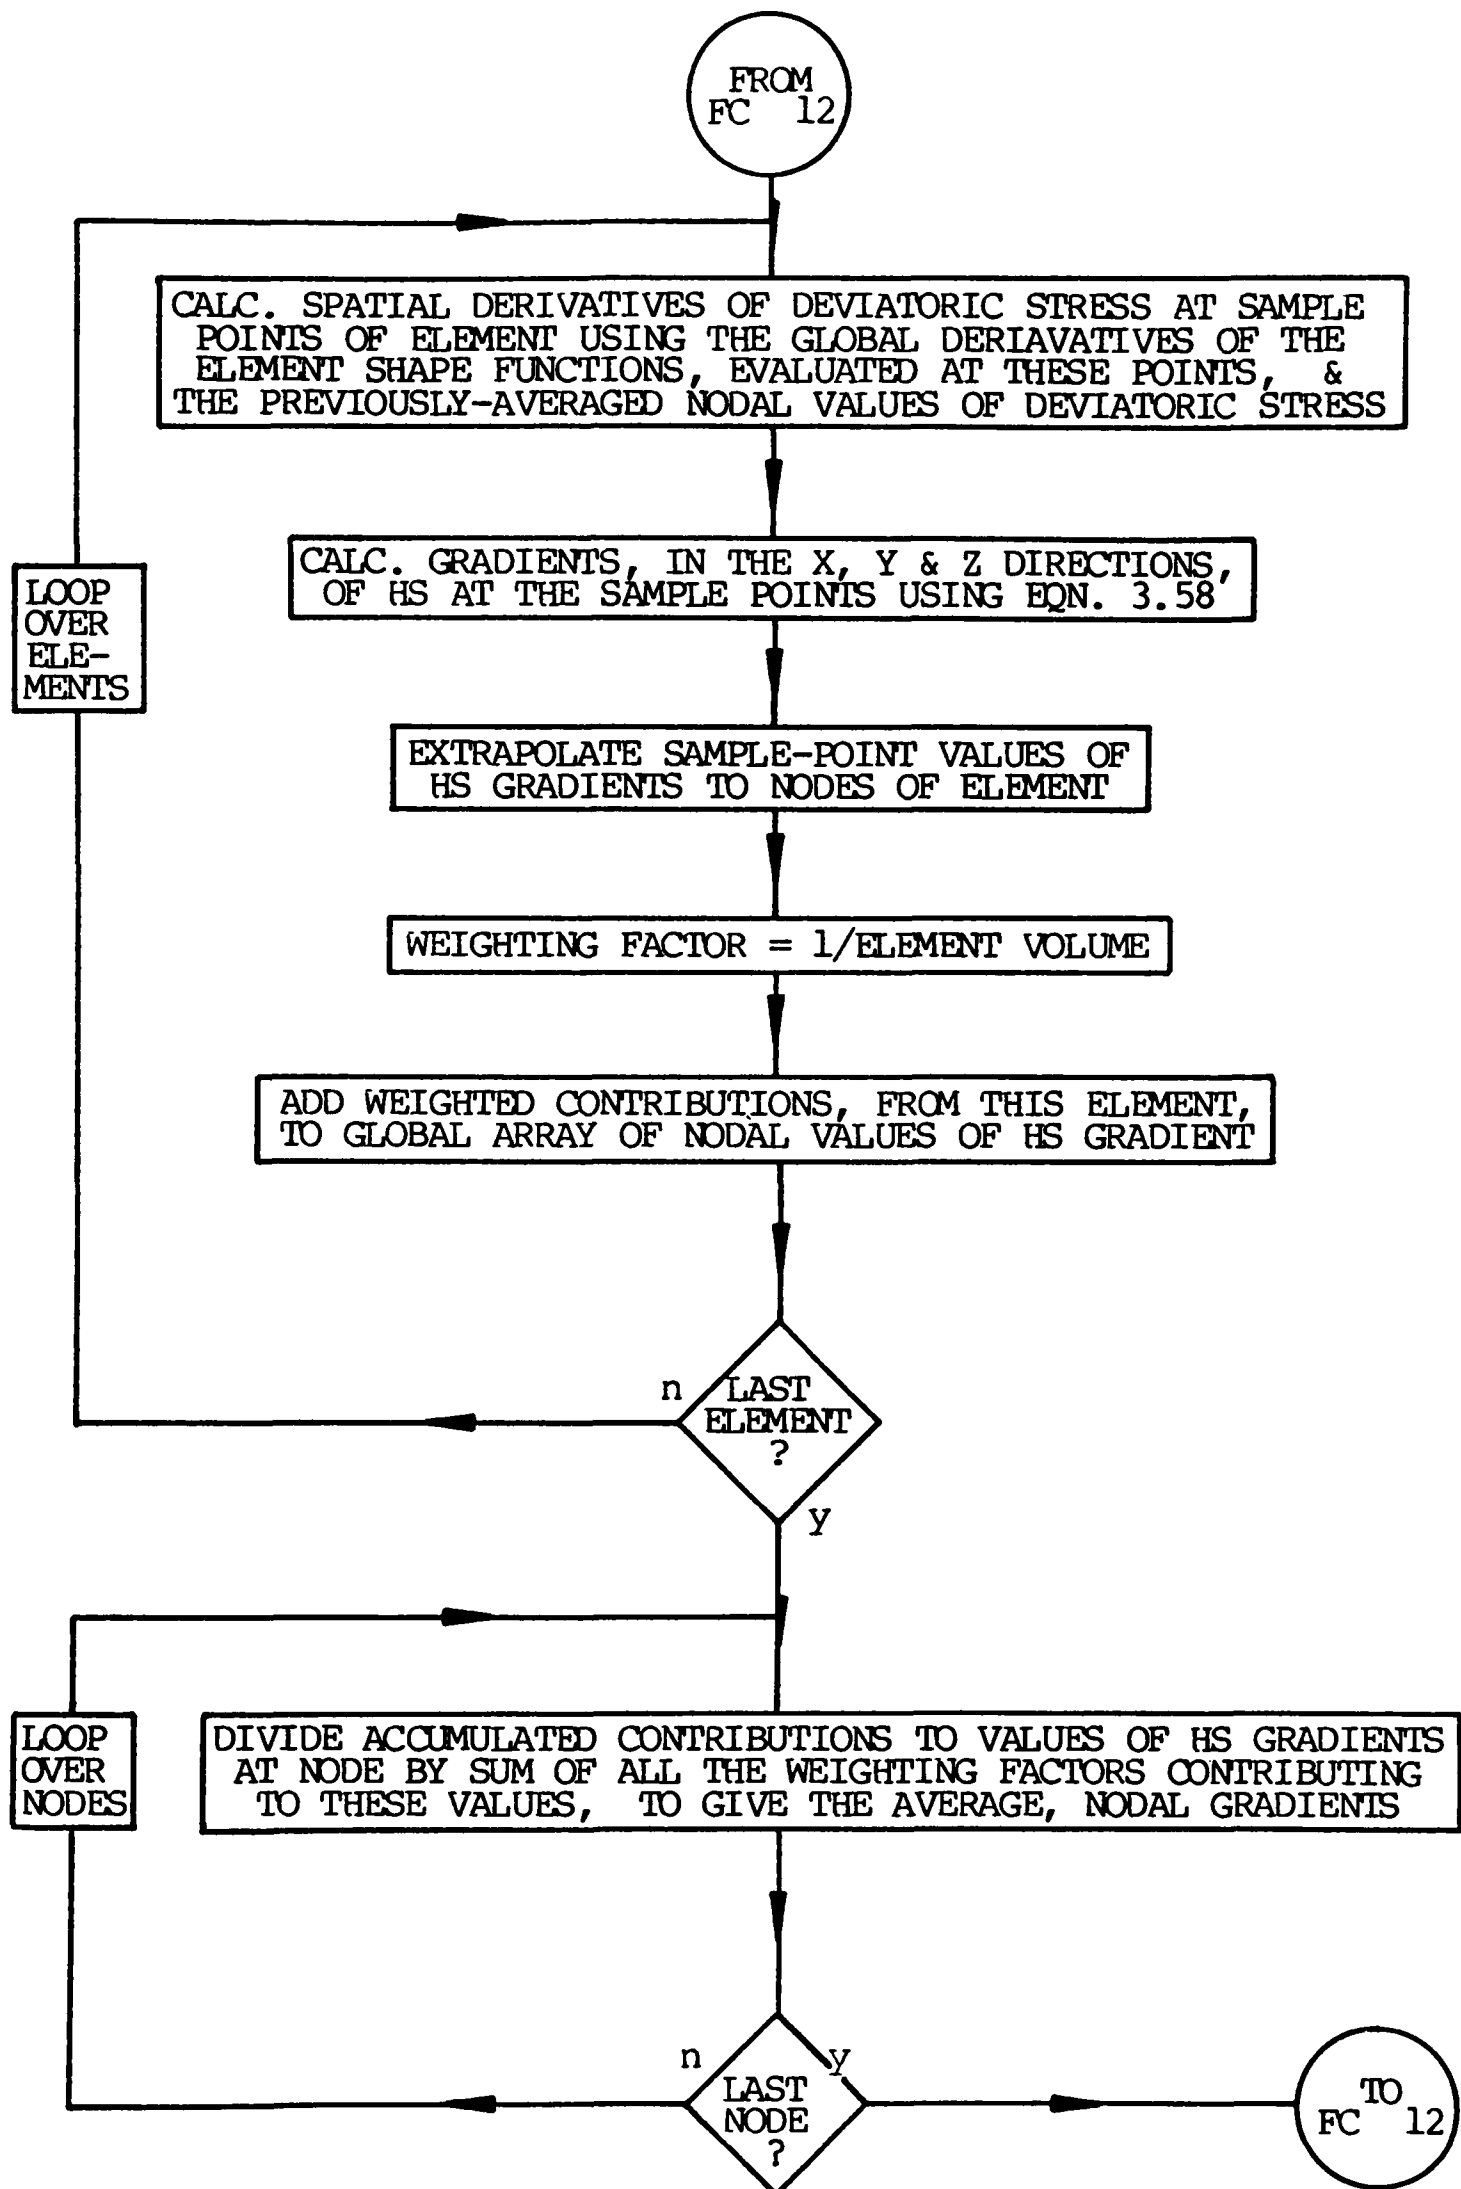 FROM
FC 12
CALC. SPATIAL DERIVATIVES OF DEVIATORIC STRESS AT SAMPLE
POINTS OF ELEMENT USING THE GLOBAL DERIAVATIVES OF THE
ELEMENT SHAPE FUNCTIONS, EVALUATED AT THESE POINTS, &
THE PREVIOUSLY-AVERAGED NODAL VALUES OF DEVIATORIC STRESS
CALC. GRADIENTS, IN THE X, Y & Z DIRECTIONS,
OF HS AT THE SAMPLE POINTS USING EQN. 3.58
LOOP
OVER
ELE-
MENTS
EXTRAPOLATE SAMPLE-POINT VALUES OF
HS GRADIENTS TO NODES OF ELEMENT
WEIGHTING FACTOR = 1/ELEMENT VOLUME
ADD WEIGHTED CONTRIBUTIONS, FROM THIS ELEMENT,
TO GLOBAL ARRAY OF NODAL VALUES OF HS GRADIENT
n
LAST
ELEMENT
?
y
LOOP
OVER
NODES
DIVIDE ACCUMULATED CONTRIBUTIONS TO VALUES OF HS GRADIENTS
AT NODE BY SUM OF ALL THE WEIGHTING FACTORS CONTRIBUTING
TO THESE VALUES, TO GIVE THE AVERAGE, NODAL GRADIENTS
n
y
LAST
NODE
?
TO
FC 12